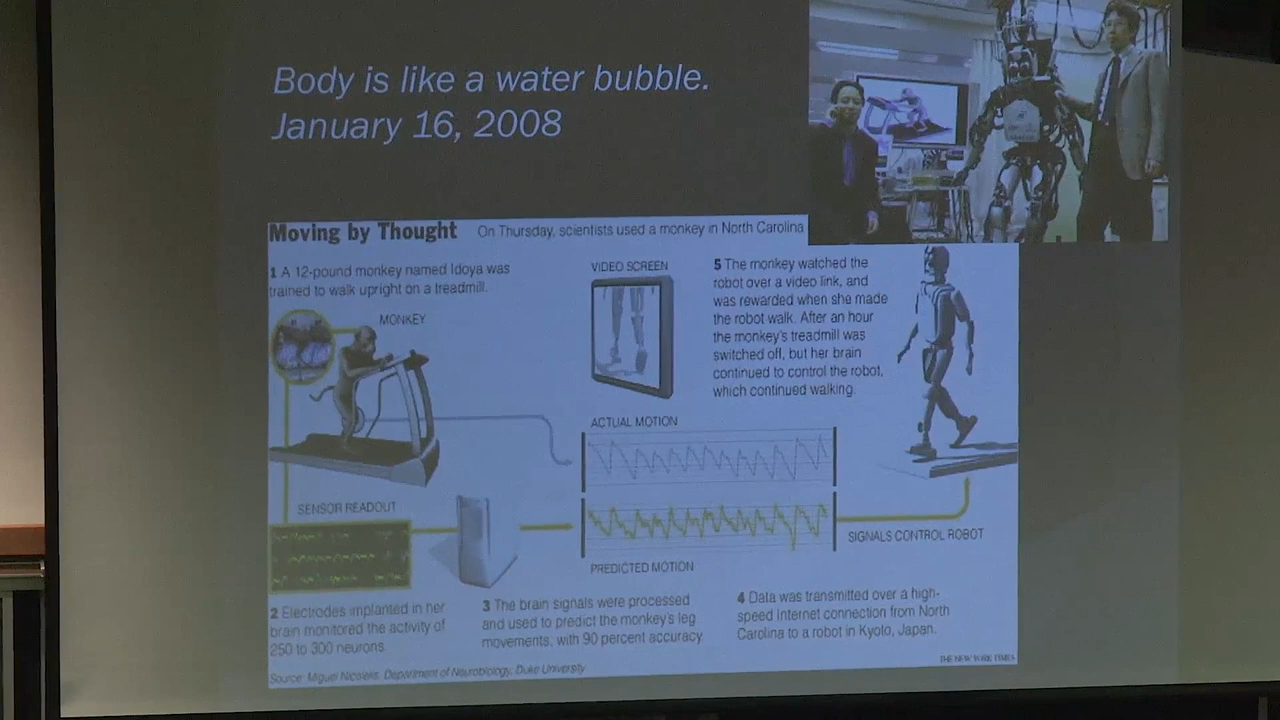 Body is like a water bubble.
January 16, 2008
Moving by Thought
On Thursday, scientists used a monkey in North Carolina
1 A 12-pound monkey named Idoya was
trained to walk upright on a treadmill.
MONKEY
VIDEO SCREEN
5 The monkey watched the
robot over a video link, and
was rewarded when she made
the robot walk. After an hour
the monkey's treadmill was
switched off, but her brain
continued to control the robot,
which continued walking.
ACTUAL MOTION
SENSOR READOUT
PREDICTED MOTION
SIGNALS CONTROL ROBOT
2 Electrodes implanted in her
brain monitored the activity of
250 to 300 neurons.
3 The brain signals were processed
and used to predict the monkey's leg
movements, with 90 percent accuracy.
4 Data was transmitted over a high-
speed internet connection from North
Carolina to a robot in Kyoto, Japan.
Source: Miguel Nicolelis, Department of Neurobiology, Duke University
THE NEW YORK TIMES